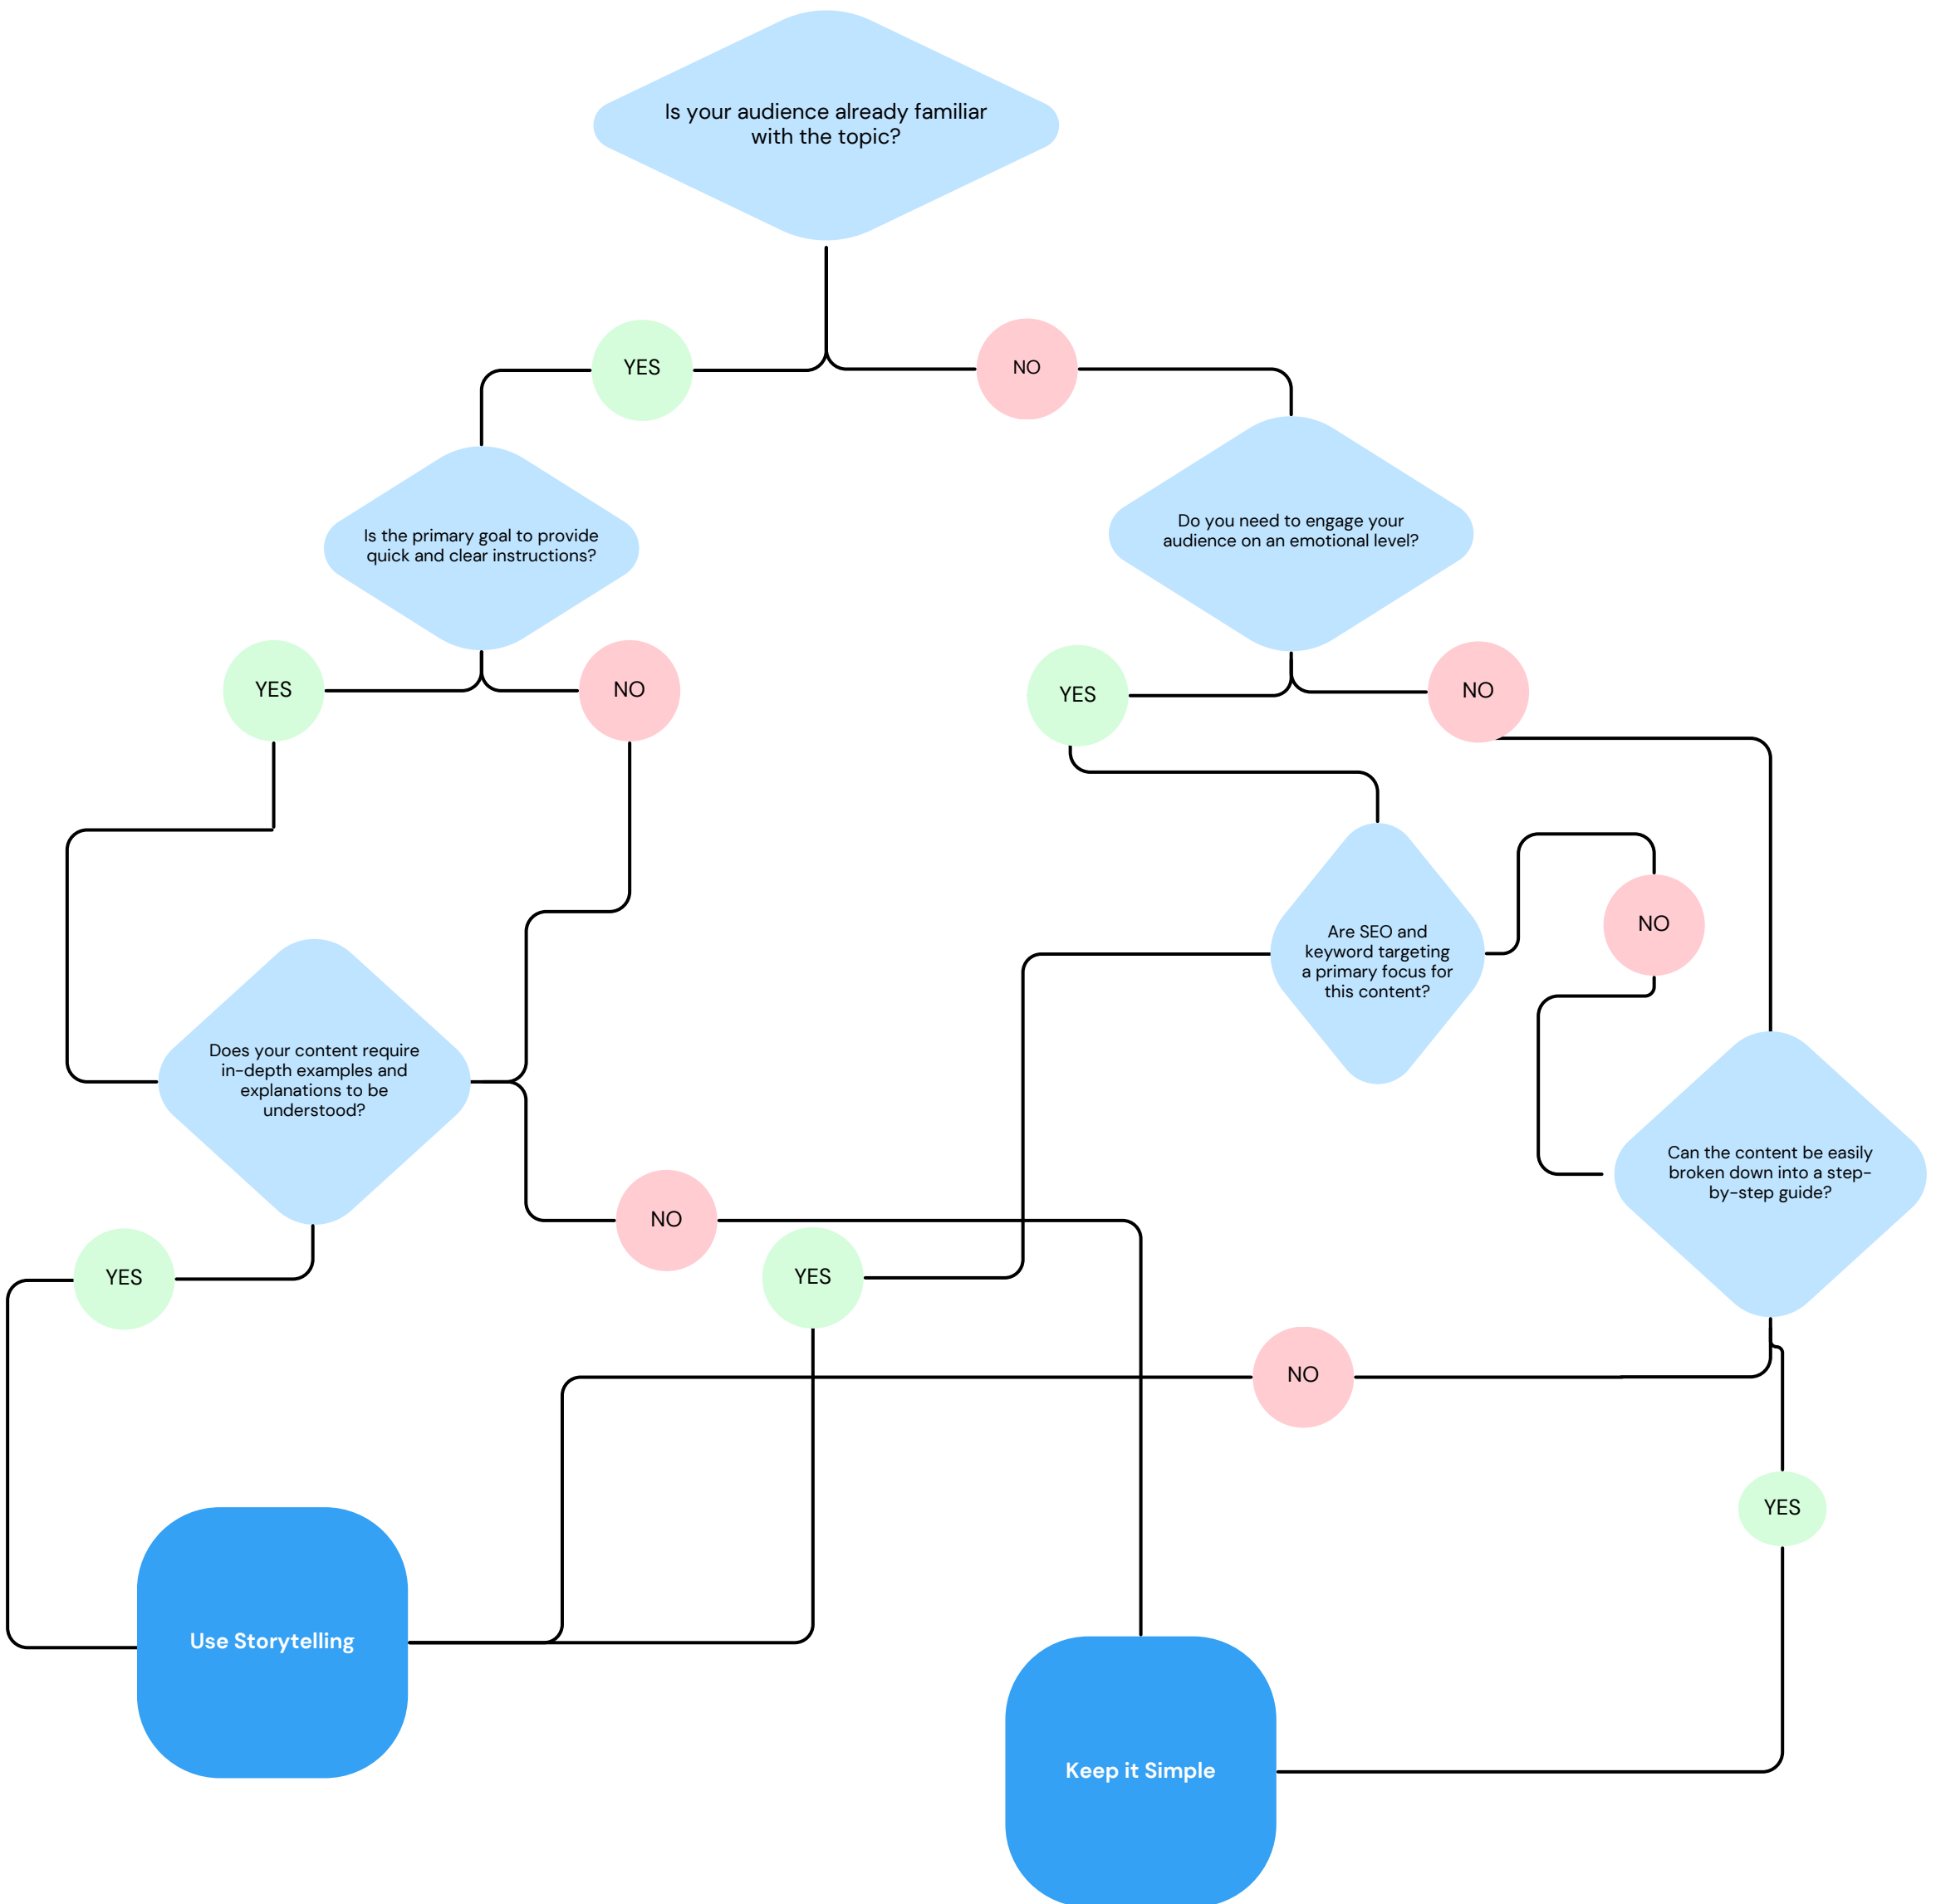 Is your audience already familiar
with the topic?
YES
NO
Is the primary goal to provide
quick and clear instructions?
Do you need to engage your
audience on an emotional level?
YES
NO
YES
NO
Are SEO and
keyword targeting
a primary focus for
this content?
NO
Does your content require
in-depth examples and
explanations to be
understood?
Can the content be easily
broken down into a step-
by-step guide?
YES
NO
YES
NO
YES
Use Storytelling
Keep it Simple